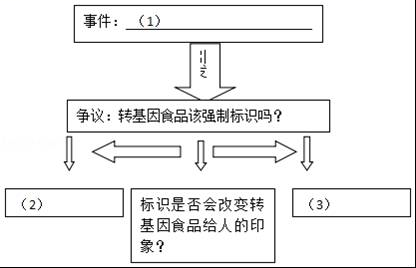 事件：（1）
争议：转基因食品该强制标识吗？
（2）
标识是否会改变转
基因食品给人的印
象？
（3）